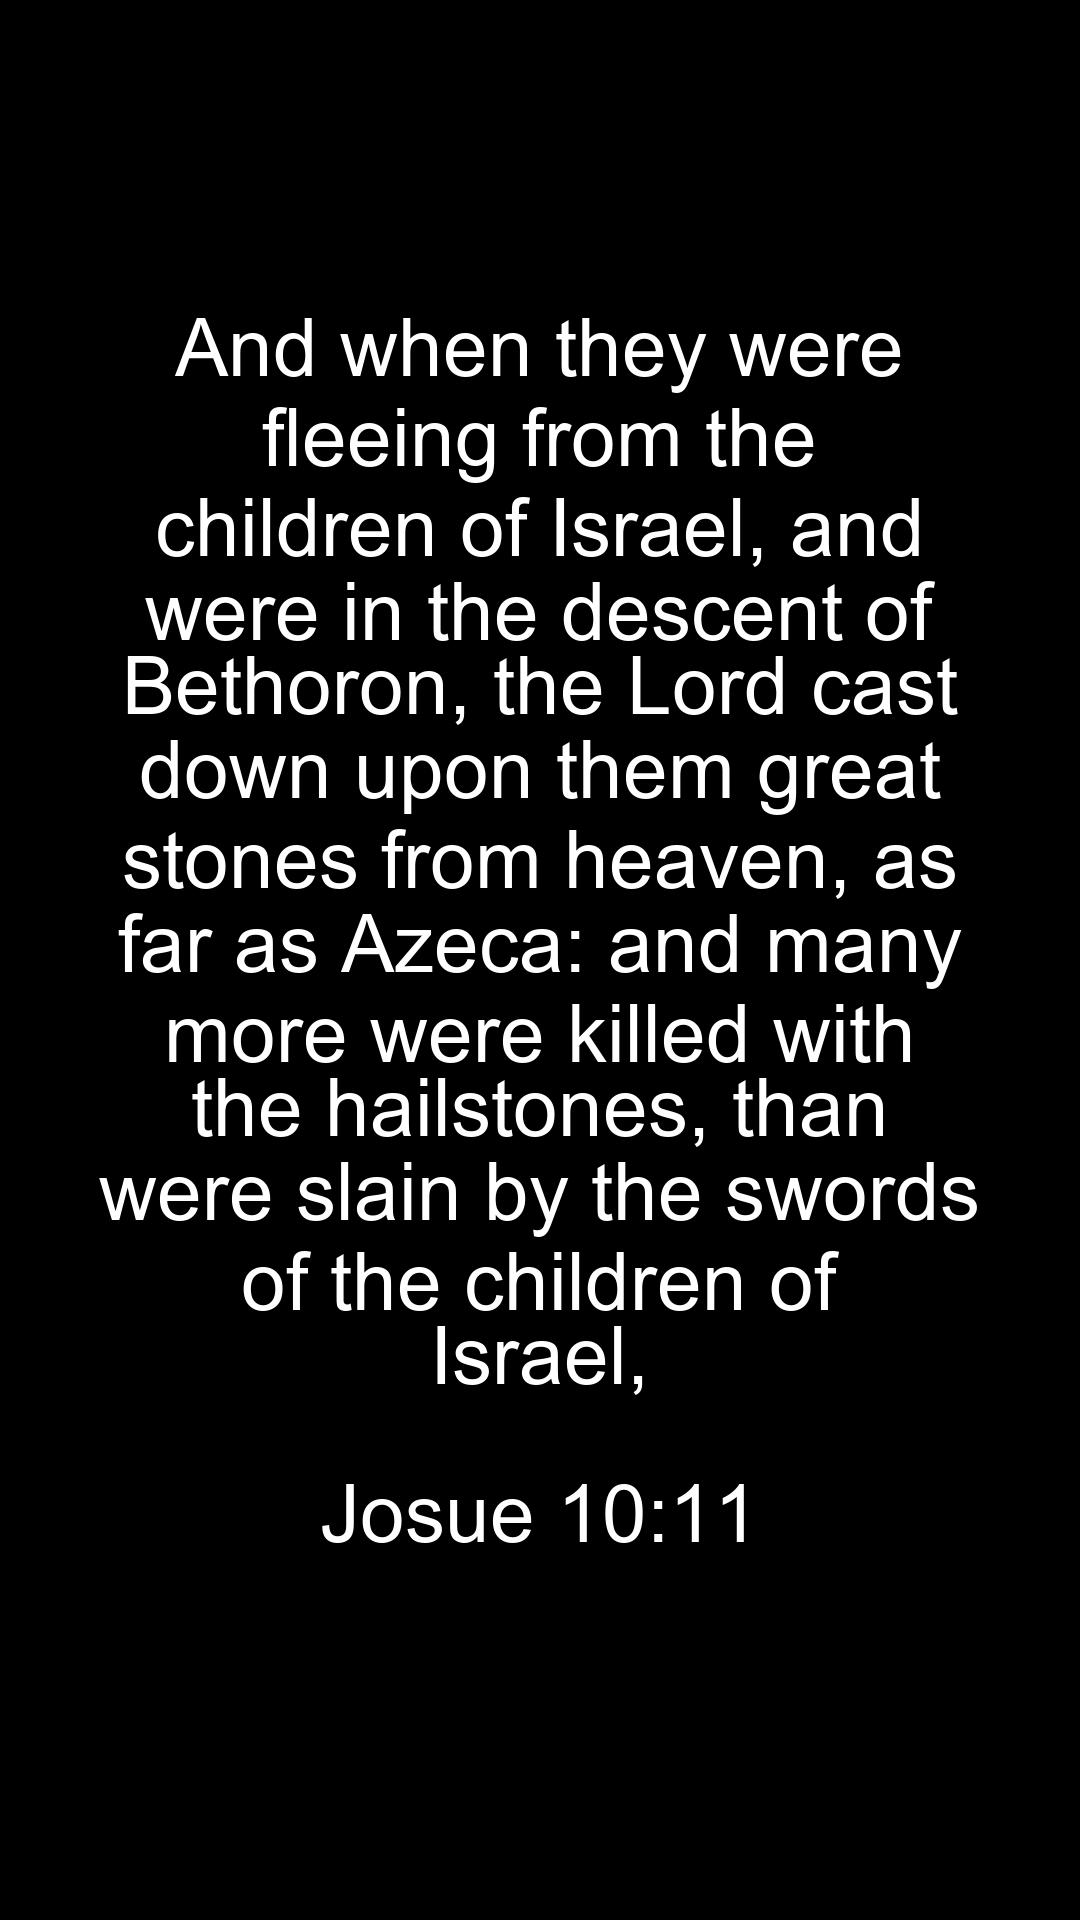 And when they were
fleeing from the
children of Israel, and
were in the descent of
Bethoron, the Lord cast
down upon them great
stones from heaven, as
far as Azeca: and many
more were killed with
the hailstones, than
were slain by the swords
of the children of
Israel,
Josue 10:11